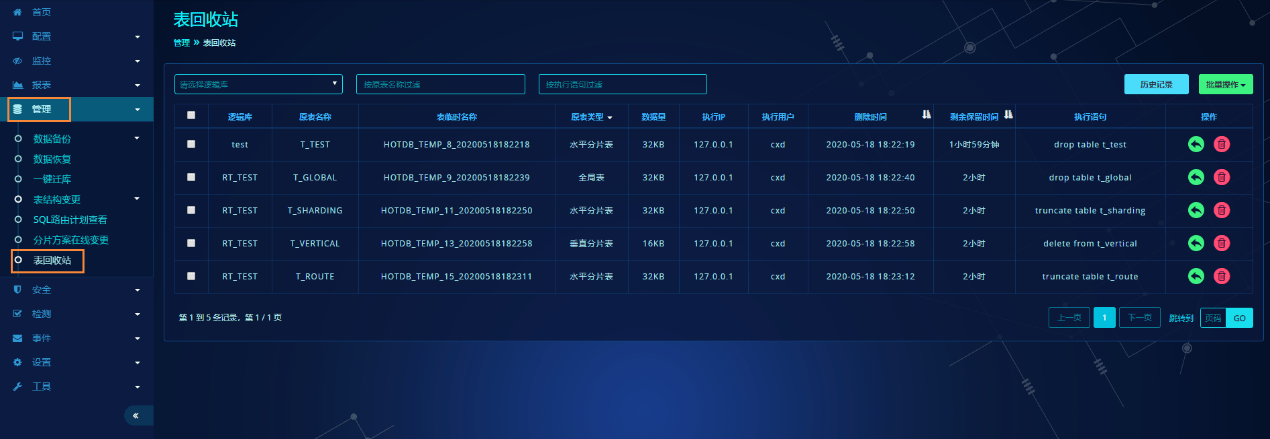 首页
配置
监控
报表
管理
数据备份
数据恢复
一键迁库
表结构变更
SQL路由计划查看
分片方案在线变更
表回收站
安全
检测
事件
设置
工具
«
表回收站
管理 » 表回收站
请选择逻辑库 按原表名称过滤 按执行语句过滤 历史记录 批量操作
逻辑库 原表名称 表临时名称 原表类型 数据量 执行IP 执行用户 删除时间 剩余保留时间 执行语句 操作
test T_TEST HOTDB_TEMP_8_20200518182218 水平分片表 32KB 127.0.0.1 cxd 2020-05-18 18:22:19 1小时59分钟 drop table t_test
RT_TEST T_GLOBAL HOTDB_TEMP_9_20200518182239 全局表 32KB 127.0.0.1 cxd 2020-05-18 18:22:40 2小时 drop table t_global
RT_TEST T_SHARDING HOTDB_TEMP_11_20200518182250 水平分片表 32KB 127.0.0.1 cxd 2020-05-18 18:22:50 2小时 truncate table t_sharding
RT_TEST T_VERTICAL HOTDB_TEMP_13_20200518182258 垂直分片表 16KB 127.0.0.1 cxd 2020-05-18 18:22:58 2小时 delete from t_vertical
RT_TEST T_ROUTE HOTDB_TEMP_15_20200518182311 水平分片表 32KB 127.0.0.1 cxd 2020-05-18 18:23:12 2小时 truncate table t_route
第 1 到 5 条记录，第 1 / 1 页 上一页 1 下一页 跳转到 页码 GO